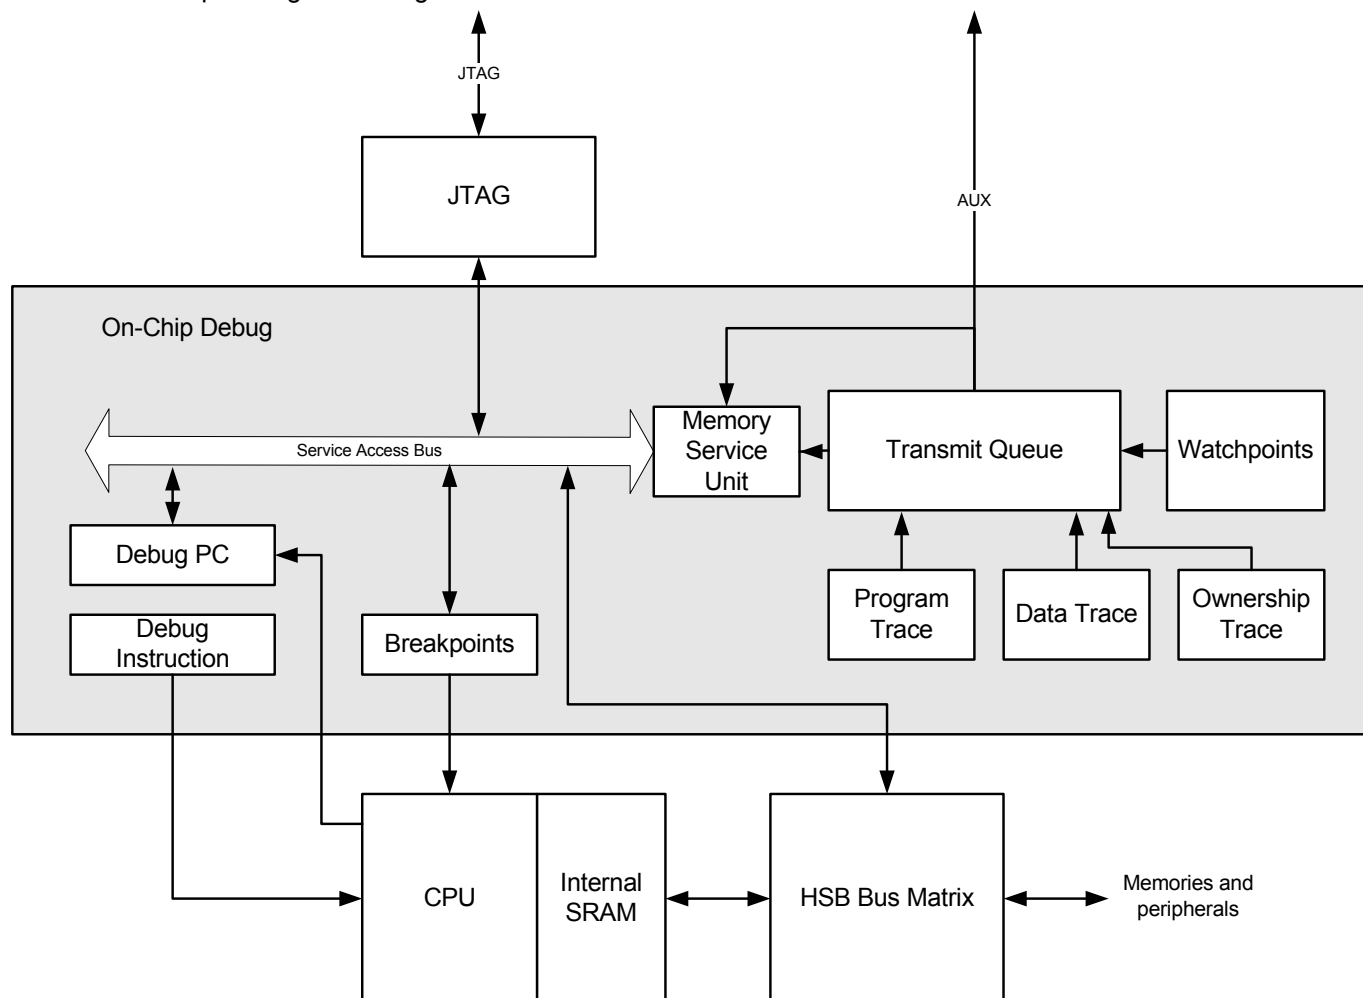 JTAG
JTAG
AUX
On-Chip Debug
Memory
Service
Unit
Transmit Queue
Watchpoints
Service Access Bus
Debug PC
Program
Trace
Data Trace
Ownership
Trace
Debug
Instruction
Breakpoints
CPU
Internal
SRAM
HSB Bus Matrix
Memories and
peripherals